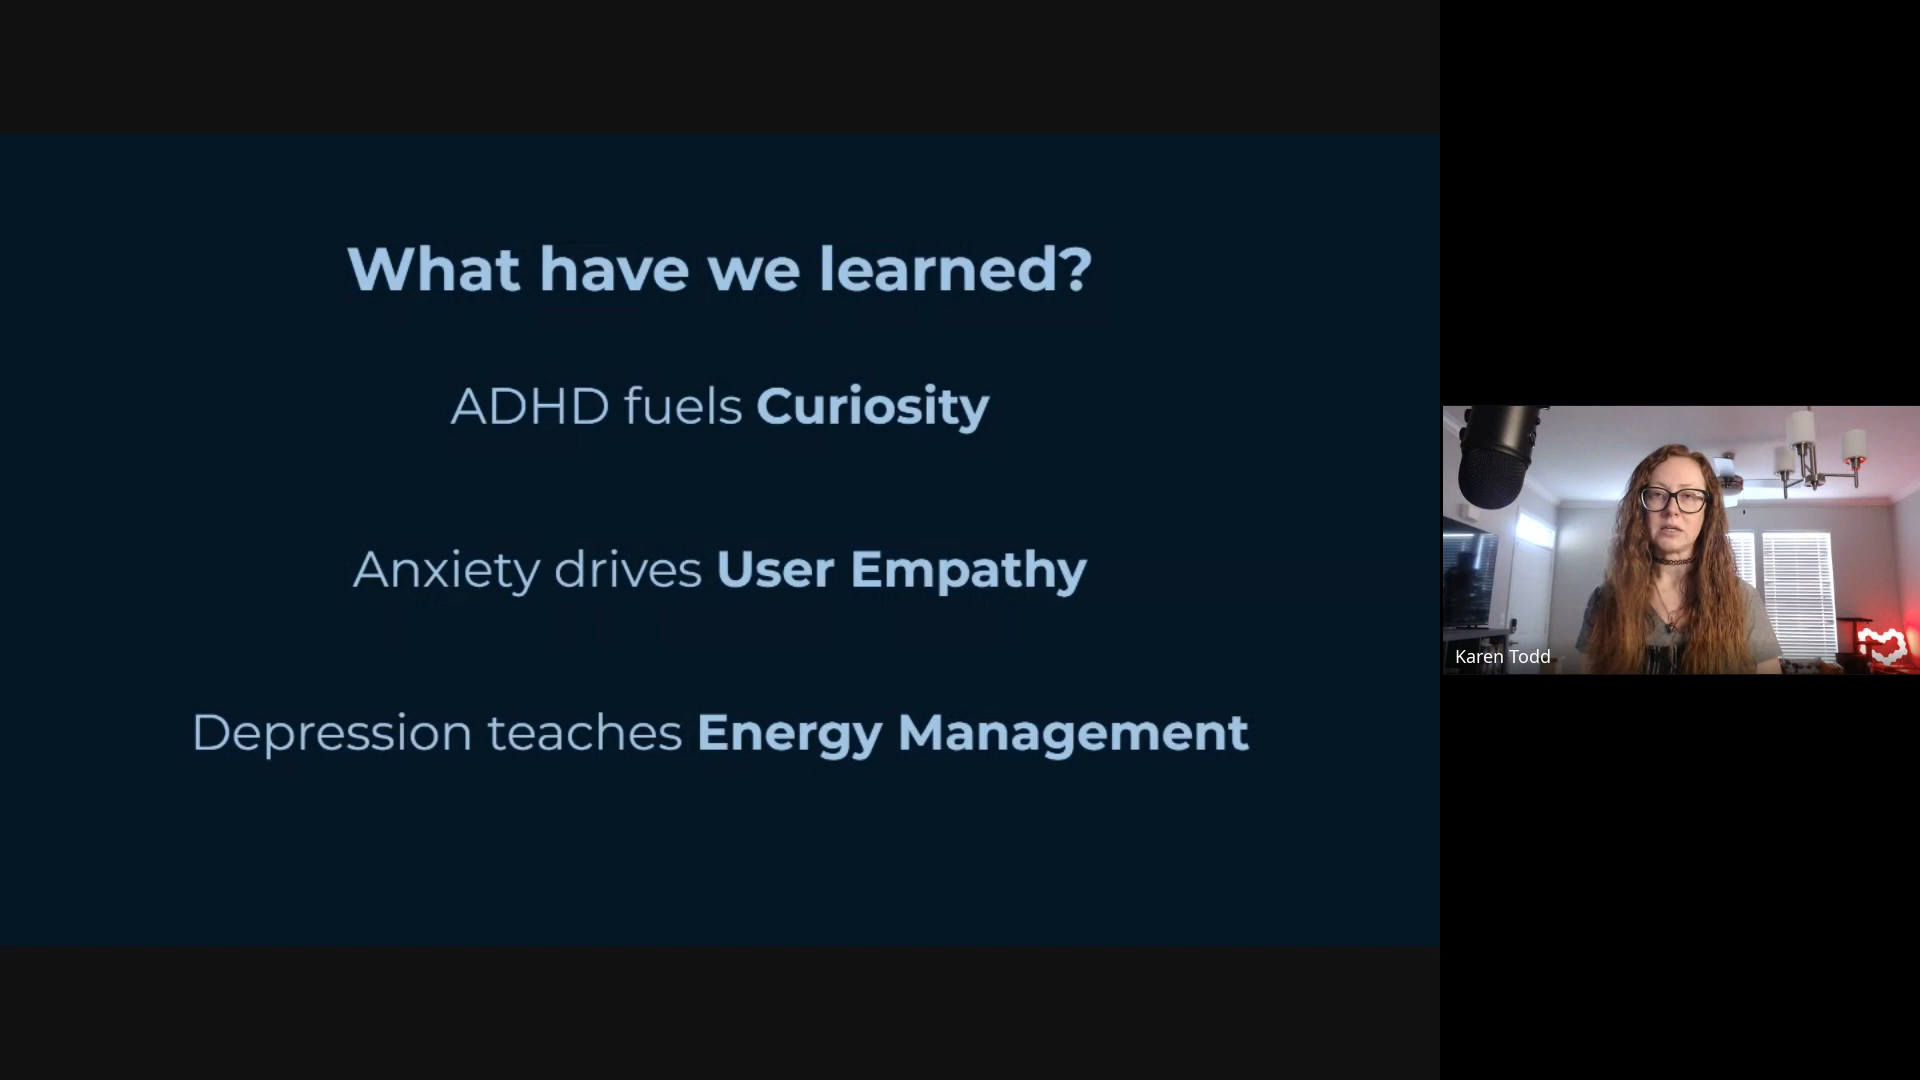 What have we learned?
ADHD fuels Curiosity
Anxiety drives User Empathy
Depression teaches Energy Management
Karen Todd